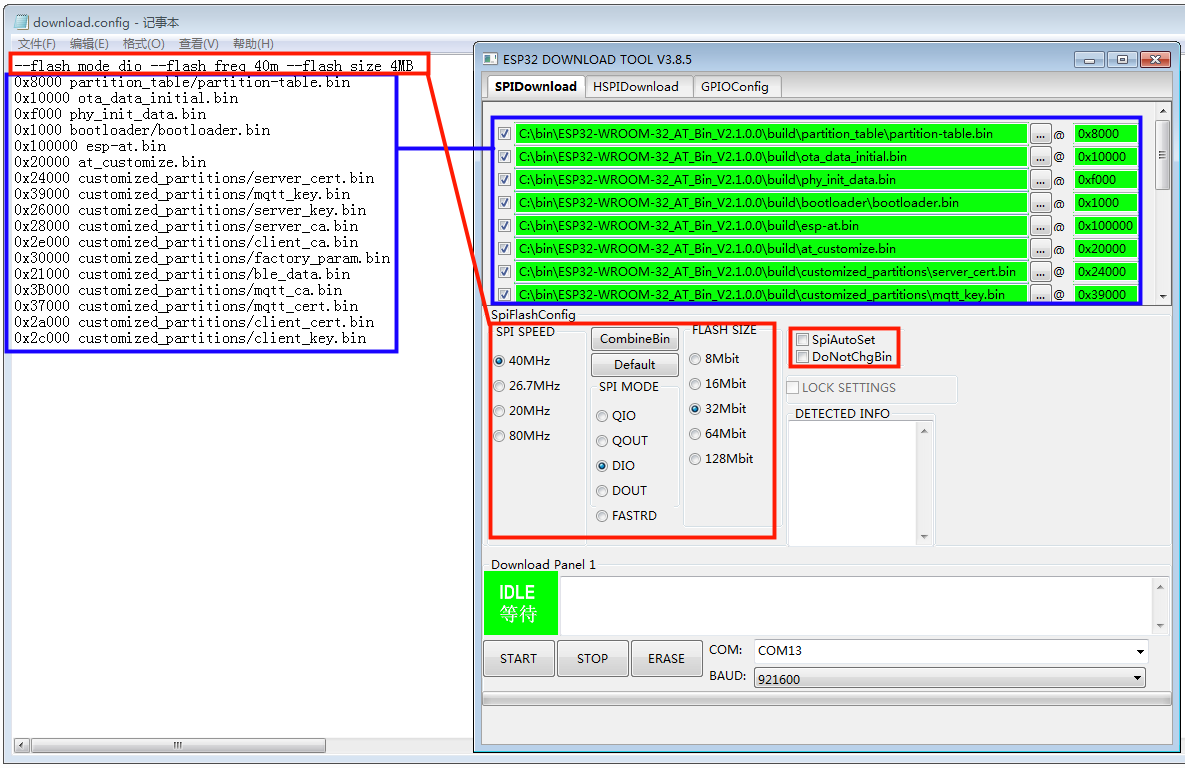 download.config - 记事本
文件(F) 编辑(E) 格式(O) 查看(V) 帮助(H)
--flash_mode dio --flash_freq 40m --flash_size 4MB
0x8000 partition_table/partition-table.bin
0x10000 ota_data_initial.bin
0xf000 phy_init_data.bin
0x1000 bootloader/bootloader.bin
0x100000 esp-at.bin
0x20000 at_customize.bin
0x24000 customized_partitions/server_cert.bin
0x39000 customized_partitions/mqtt_key.bin
0x26000 customized_partitions/server_key.bin
0x28000 customized_partitions/server_ca.bin
0x2e000 customized_partitions/client_ca.bin
0x30000 customized_partitions/factory_param.bin
0x21000 customized_partitions/ble_data.bin
0x3B000 customized_partitions/mqtt_ca.bin
0x37000 customized_partitions/mqtt_cert.bin
0x2a000 customized_partitions/client_cert.bin
0x2c000 customized_partitions/client_key.bin
ESP32 DOWNLOAD TOOL V3.8.5
SPIDownload HSPIDownload GPIOConfig
C:\bin\ESP32-WROOM-32_AT_Bin_V2.1.0.0\build\partition_table\partition-table.bin ... @ 0x8000
C:\bin\ESP32-WROOM-32_AT_Bin_V2.1.0.0\build\ota_data_initial.bin ... @ 0x10000
C:\bin\ESP32-WROOM-32_AT_Bin_V2.1.0.0\build\phy_init_data.bin ... @ 0xf000
C:\bin\ESP32-WROOM-32_AT_Bin_V2.1.0.0\build\bootloader\bootloader.bin ... @ 0x1000
C:\bin\ESP32-WROOM-32_AT_Bin_V2.1.0.0\build\esp-at.bin ... @ 0x100000
C:\bin\ESP32-WROOM-32_AT_Bin_V2.1.0.0\build\at_customize.bin ... @ 0x20000
C:\bin\ESP32-WROOM-32_AT_Bin_V2.1.0.0\build\customized_partitions\server_cert.bin ... @ 0x24000
C:\bin\ESP32-WROOM-32_AT_Bin_V2.1.0.0\build\customized_partitions\mqtt_key.bin ... @ 0x39000
SpiFlashConfig
SPI SPEED
40MHz
26.7MHz
20MHz
80MHz
CombineBin
Default
SPI MODE
QIO
QOUT
DIO
DOUT
FASTRD
FLASH SIZE
8Mbit
16Mbit
32Mbit
64Mbit
128Mbit
SpiAutoSet
DoNotChgBin
LOCK SETTINGS
DETECTED INFO
Download Panel 1
IDLE
等待
START STOP ERASE
COM: COM13
BAUD: 921600